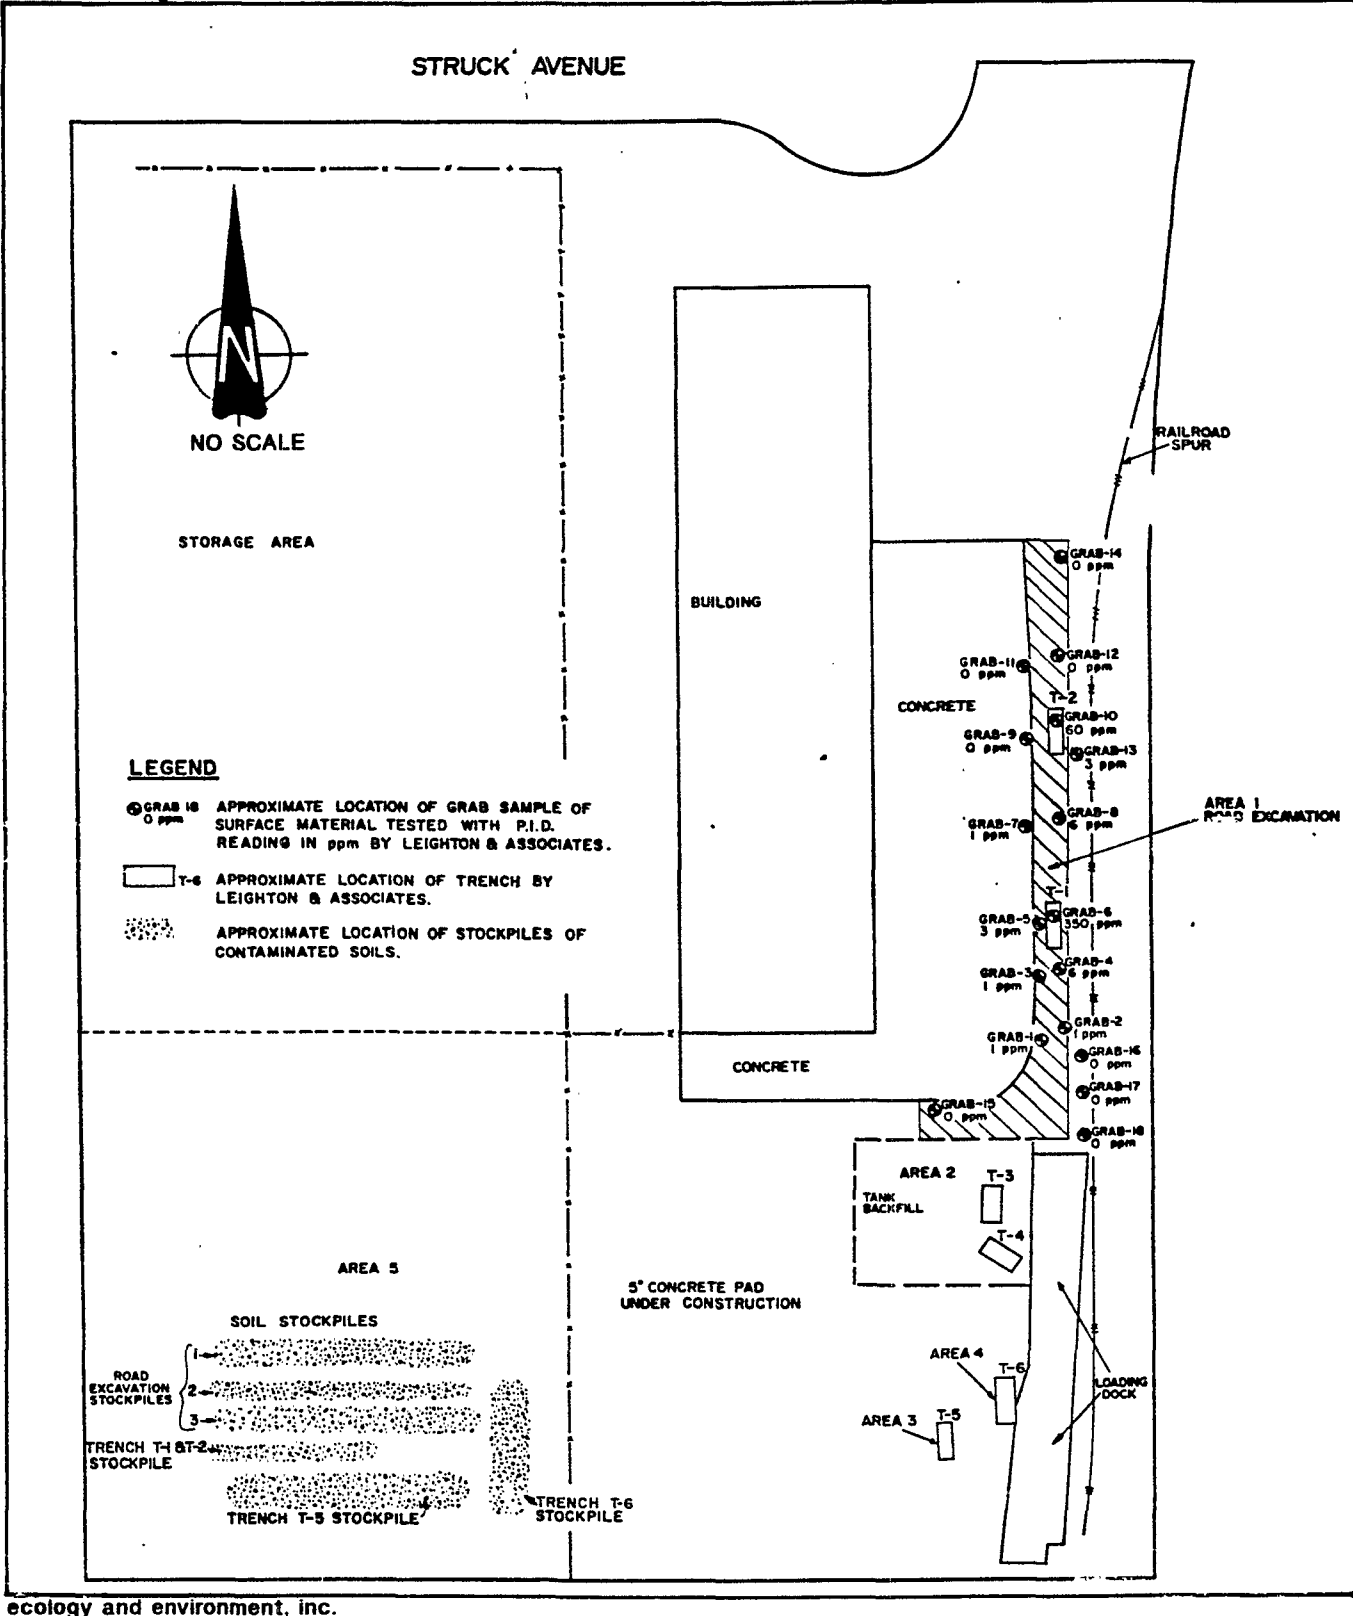 STRUCK AVENUE
N
NO SCALE
STORAGE AREA
RAILROAD
SPUR
BUILDING
CONCRETE
GRAB-14
0 ppm
GRAB-12
0 ppm
GRAB-11
0 ppm
T-2
GRAB-10
60 ppm
GRAB-9
0 ppm
GRAB-13
3 ppm
GRAB-8
6 ppm
GRAB-7
1 ppm
AREA 1
ROAD EXCAVATION
T-1
GRAB-6
350 ppm
GRAB-5
3 ppm
GRAB-4
6 ppm
GRAB-3
1 ppm
GRAB-2
1 ppm
GRAB-1
1 ppm
GRAB-16
0 ppm
GRAB-17
0 ppm
GRAB-15
0 ppm
GRAB-18
0 ppm
LEGEND
GRAB 18
0 ppm
APPROXIMATE LOCATION OF GRAB SAMPLE OF
SURFACE MATERIAL TESTED WITH P.I.D.
READING IN ppm BY LEIGHTON & ASSOCIATES.
T-6 APPROXIMATE LOCATION OF TRENCH BY
LEIGHTON & ASSOCIATES.
APPROXIMATE LOCATION OF STOCKPILES OF
CONTAMINATED SOILS.
CONCRETE
AREA 2
TANK
BACKFILL
T-3
T-4
AREA 5
5" CONCRETE PAD
UNDER CONSTRUCTION
SOIL STOCKPILES
ROAD
EXCAVATION
STOCKPILES
1
2
3
TRENCH T-1 & T-2
STOCKPILE
TRENCH T-5 STOCKPILE
TRENCH T-6
STOCKPILE
AREA 4
T-6
AREA 3
T-5
LOADING
DOCK
ecology and environment, inc.